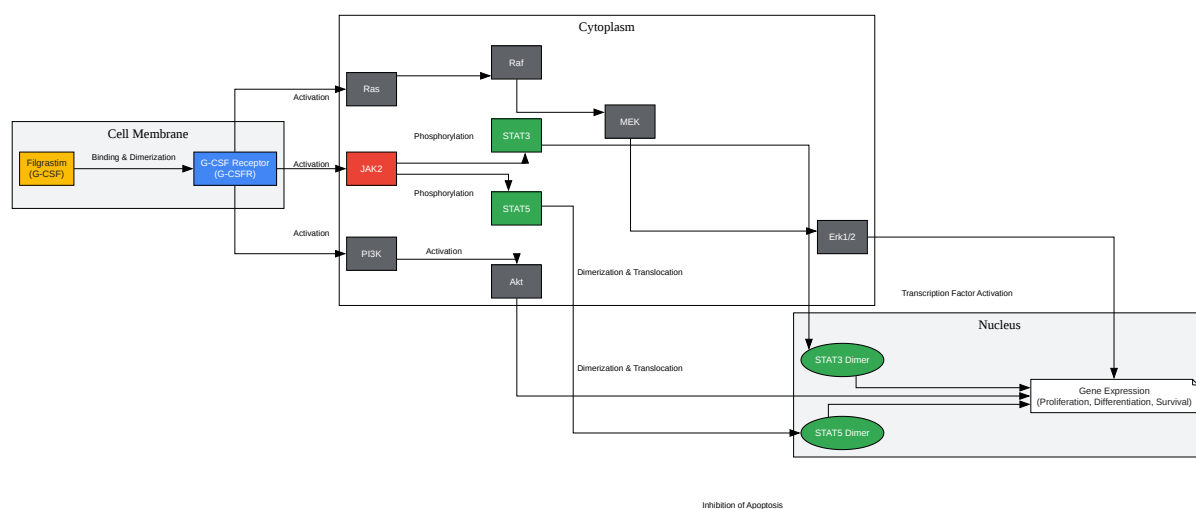 Cytoplasm
Raf
Ras
Activation
MEK
Cell Membrane
Phosphorylation
STAT3
Binding & Dimerization
Filgrastim
(G-CSF)
G-CSF Receptor
(G-CSFR)
Activation
JAK2
Phosphorylation
STAT5
Activation
PI3K
Activation
Erk1/2
Akt
Dimerization & Translocation
Transcription Factor Activation
Nucleus
STAT3 Dimer
Dimerization & Translocation
Gene Expression
(Proliferation, Differentiation, Survival)
STAT5 Dimer
Inhibition of Apoptosis